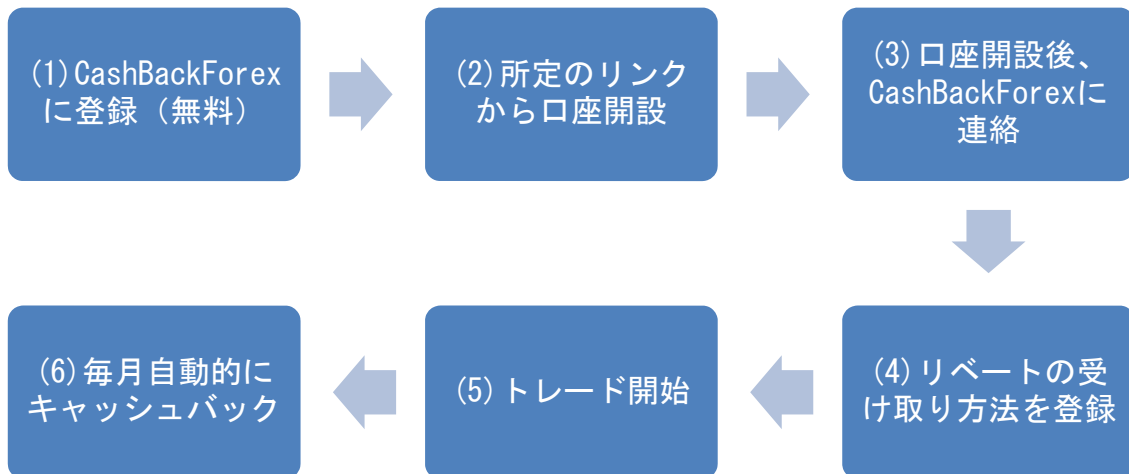 (1)CashBackForex
に登録（無料）
(2)所定のリンク
から口座開設
(3)口座開設後、
CashBackForexに
連絡
(4)リベートの受
け取り方法を登録
(5)トレード開始
(6)毎月自動的に
キャッシュバック